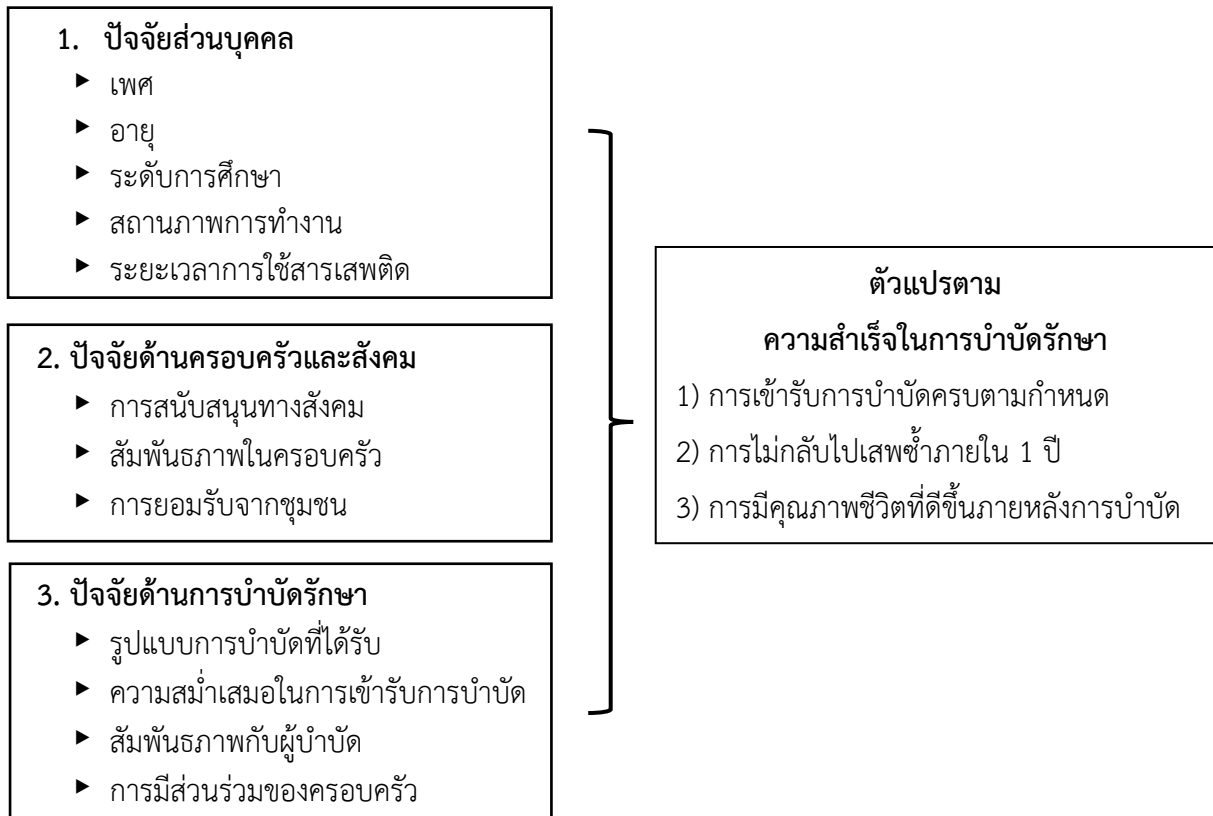 1. ปัจจัยส่วนบุคคล
▶ เพศ
▶ อายุ
▶ ระดับการศึกษา
▶ สถานภาพการทำงาน
▶ ระยะเวลาการใช้สารเสพติด
2. ปัจจัยด้านครอบครัวและสังคม
▶ การสนับสนุนทางสังคม
▶ สัมพันธภาพในครอบครัว
▶ การยอมรับจากชุมชน
3. ปัจจัยด้านการบำบัดรักษา
▶ รูปแบบการบำบัดที่ได้รับ
▶ ความสม่ำเสมอในการเข้ารับการบำบัด
▶ สัมพันธภาพกับผู้บำบัด
▶ การมีส่วนร่วมของครอบครัว
ตัวแปรตาม
ความสำเร็จในการบำบัดรักษา
1) การเข้ารับการบำบัดครบตามกำหนด
2) การไม่กลับไปเสพซ้ำภายใน 1 ปี
3) การมีคุณภาพชีวิตที่ดีขึ้นภายหลังการบำบัด